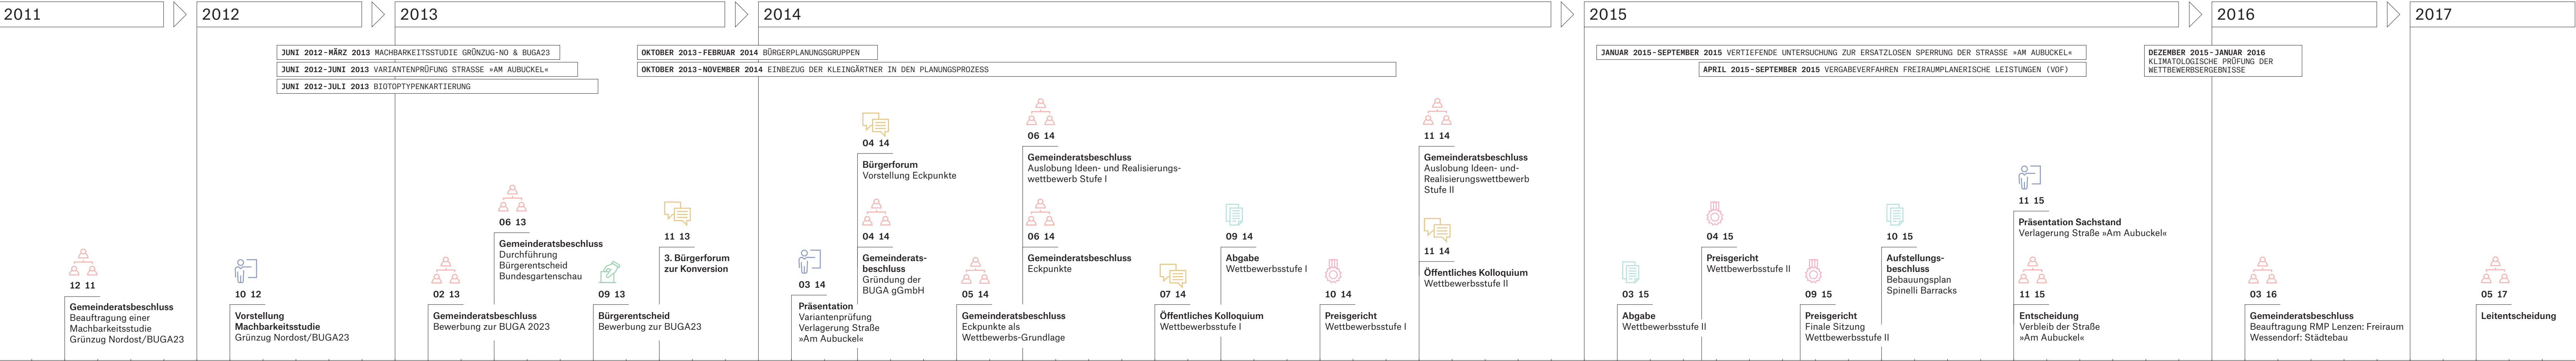 2011
2012
2013
2014
2015
2016
2017
JUNI 2012-MÄRZ 2013 MACHBARKEITSSTUDIE GRÜNZUG-NO & BUGA23
JUNI 2012-JUNI 2013 VARIANTENPRÜFUNG STRASSE »AM AUBUCKEL«
JUNI 2012-JULI 2013 BIOTOPTYPENKARTIERUNG
OKTOBER 2013-FEBRUAR 2014 BÜRGERPLANUNGSGRUPPEN
OKTOBER 2013-NOVEMBER 2014 EINBEZUG DER KLEINGÄRTNER IN DEN PLANUNGSPROZESS
JANUAR 2015-SEPTEMBER 2015 VERTIEFENDE UNTERSUCHUNG ZUR ERSATZLOSEN SPERRUNG DER STRASSE »AM AUBUCKEL«
APRIL 2015-SEPTEMBER 2015 VERGABEVERFAHREN FREIRAUMPLANERISCHE LEISTUNGEN (VOF)
DEZEMBER 2015-JANUAR 2016
KLIMATOLOGISCHE PRÜFUNG DER
WETTBEWERBSERGEBNISSE
12 11
Gemeinderatsbeschluss
Beauftragung einer
Machbarkeitsstudie
Grünzug Nordost/BUGA23
10 12
Vorstellung
Machbarkeitsstudie
Grünzug Nordost/BUGA23
02 13
Gemeinderatsbeschluss
Bewerbung zur BUGA 2023
06 13
Gemeinderatsbeschluss
Durchführung
Bürgerentscheid
Bundesgartenschau
09 13
Bürgerentscheid
Bewerbung zur BUGA23
11 13
3. Bürgerforum
zur Konversion
03 14
Präsentation
Variantenprüfung
Verlagerung Straße
»Am Aubuckel«
04 14
Bürgerforum
Vorstellung Eckpunkte
04 14
Gemeinderats-
beschluss
Gründung der
BUGA gGmbH
05 14
Gemeinderatsbeschluss
Eckpunkte als
Wettbewerbs-Grundlage
06 14
Gemeinderatsbeschluss
Auslobung Ideen- und Realisierungs-
wettbewerb Stufe I
06 14
Gemeinderatsbeschluss
Eckpunkte
07 14
Öffentliches Kolloquium
Wettbewerbsstufe I
09 14
Abgabe
Wettbewerbsstufe I
10 14
Preisgericht
Wettbewerbsstufe I
11 14
Gemeinderatsbeschluss
Auslobung Ideen- und-
Realisierungswettbewerb
Stufe II
11 14
Öffentliches Kolloquium
Wettbewerbsstufe II
03 15
Abgabe
Wettbewerbsstufe II
04 15
Preisgericht
Wettbewerbsstufe II
09 15
Preisgericht
Finale Sitzung
Wettbewerbsstufe II
10 15
Aufstellungs-
beschluss
Bebauungsplan
Spinelli Barracks
11 15
Präsentation Sachstand
Verlagerung Straße »Am Aubuckel«
11 15
Entscheidung
Verbleib der Straße
»Am Aubuckel«
03 16
Gemeinderatsbeschluss
Beauftragung RMP Lenzen: Freiraum
Wessendorf: Städtebau
05 17
Leitentscheidung